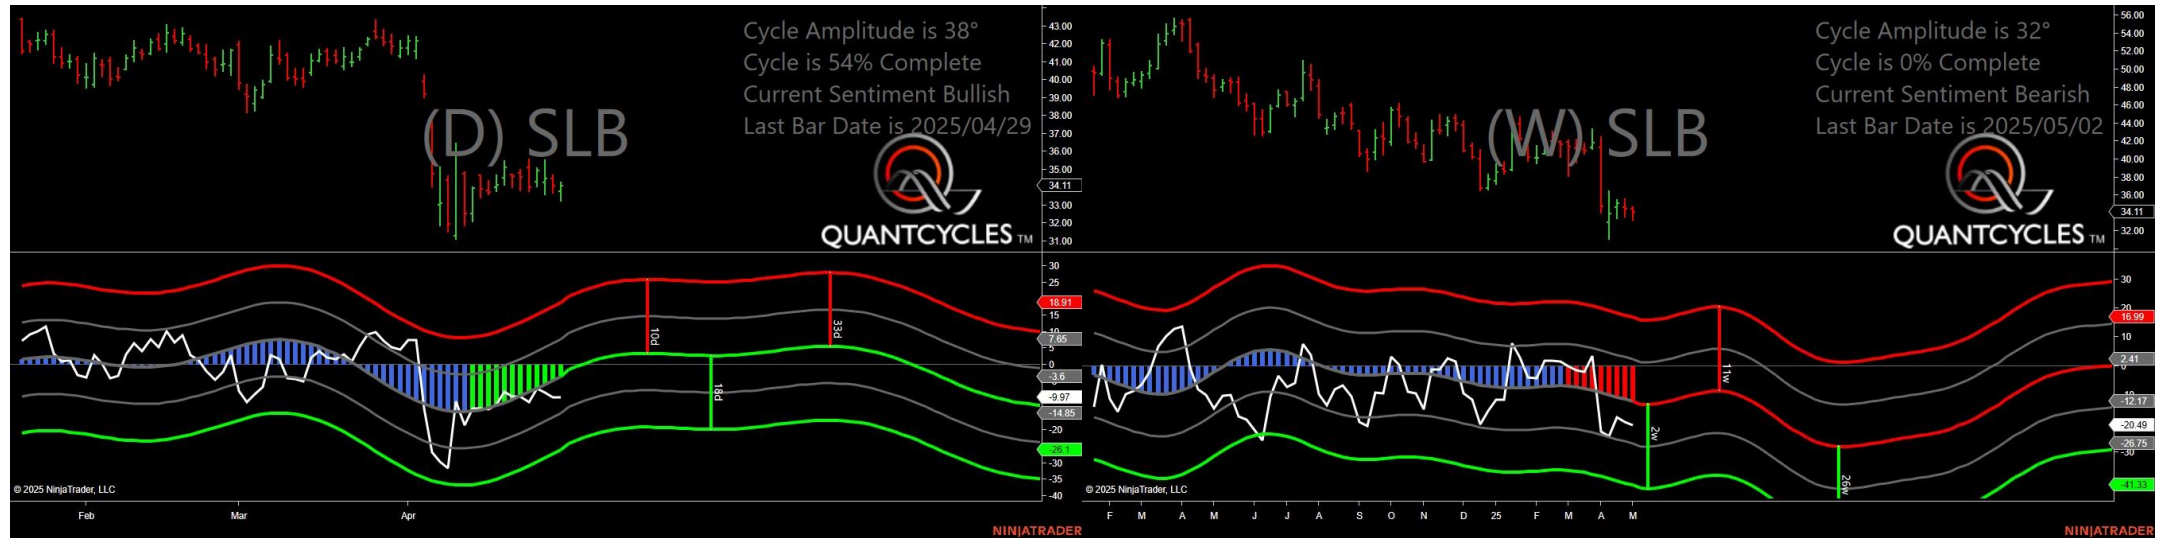 Cycle Amplitude is 38°
Cycle is 54% Complete
Current Sentiment Bullish
Last Bar Date is 2025/04/29
(D) SLB
QUANTCYCLES TM
43.00
42.00
41.00
40.00
39.00
38.00
37.00
36.00
35.00
34.11
33.00
32.00
31.00
30
25
18.91
15
10
7.65
5
0
-3.6
-9.97
-14.85
-20
-26.1
-30
-35
-40
10d
18d
33d
© 2025 NinjaTrader, LLC
Feb
Mar
Apr
NINJATRADER
Cycle Amplitude is 32°
Cycle is 0% Complete
Current Sentiment Bearish
Last Bar Date is 2025/05/02
(W) SLB
QUANTCYCLES TM
56.00
54.00
52.00
50.00
48.00
46.00
44.00
42.00
40.00
38.00
36.00
34.11
32.00
30
20
16.99
10
2.41
0
-12.17
-20.49
-26.75
-30
-41.33
2w
11w
26w
© 2025 NinjaTrader, LLC
F
M
A
M
J
J
A
S
O
N
D
25
F
M
A
M
NINJATRADER